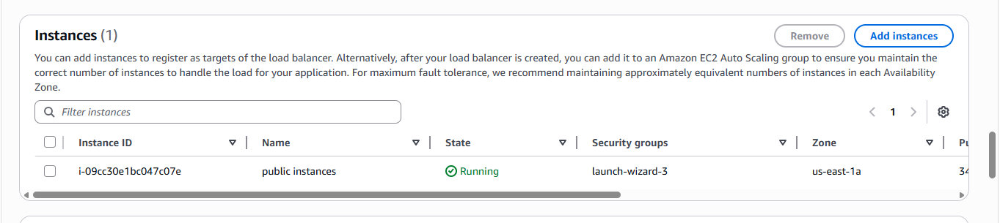 Instances (1)
Remove
Add instances
You can add instances to register as targets of the load balancer. Alternatively, after your load balancer is created, you can add it to an Amazon EC2 Auto Scaling group to ensure you maintain the
correct number of instances to handle the load for your application. For maximum fault tolerance, we recommend maintaining approximately equivalent numbers of instances in each Availability
Zone.
Filter instances
1
Instance ID Name State Security groups Zone Pu
i-09cc30e1bc047c07e public instances Running launch-wizard-3 us-east-1a 34